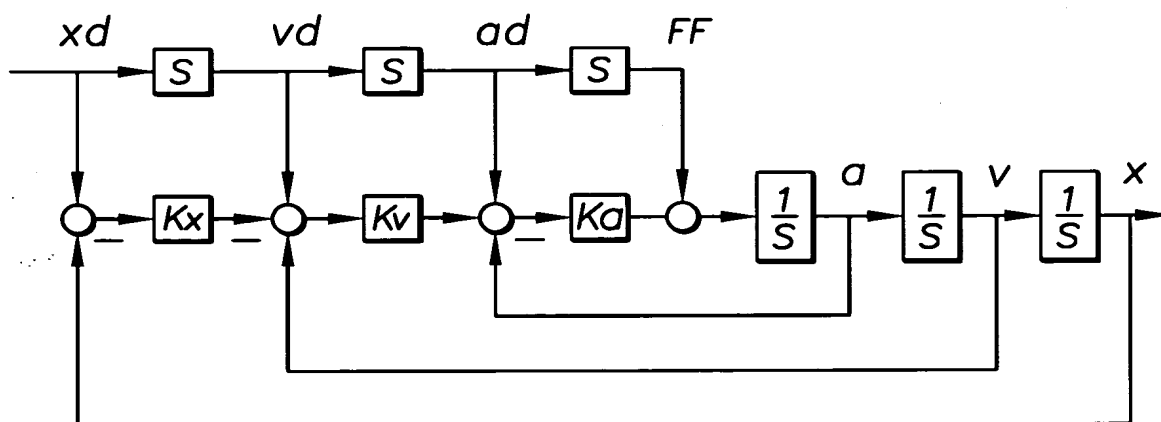 xd vd ad FF
S S S
a v x
Kx Kv Ka 1/S 1/S 1/S
− − −